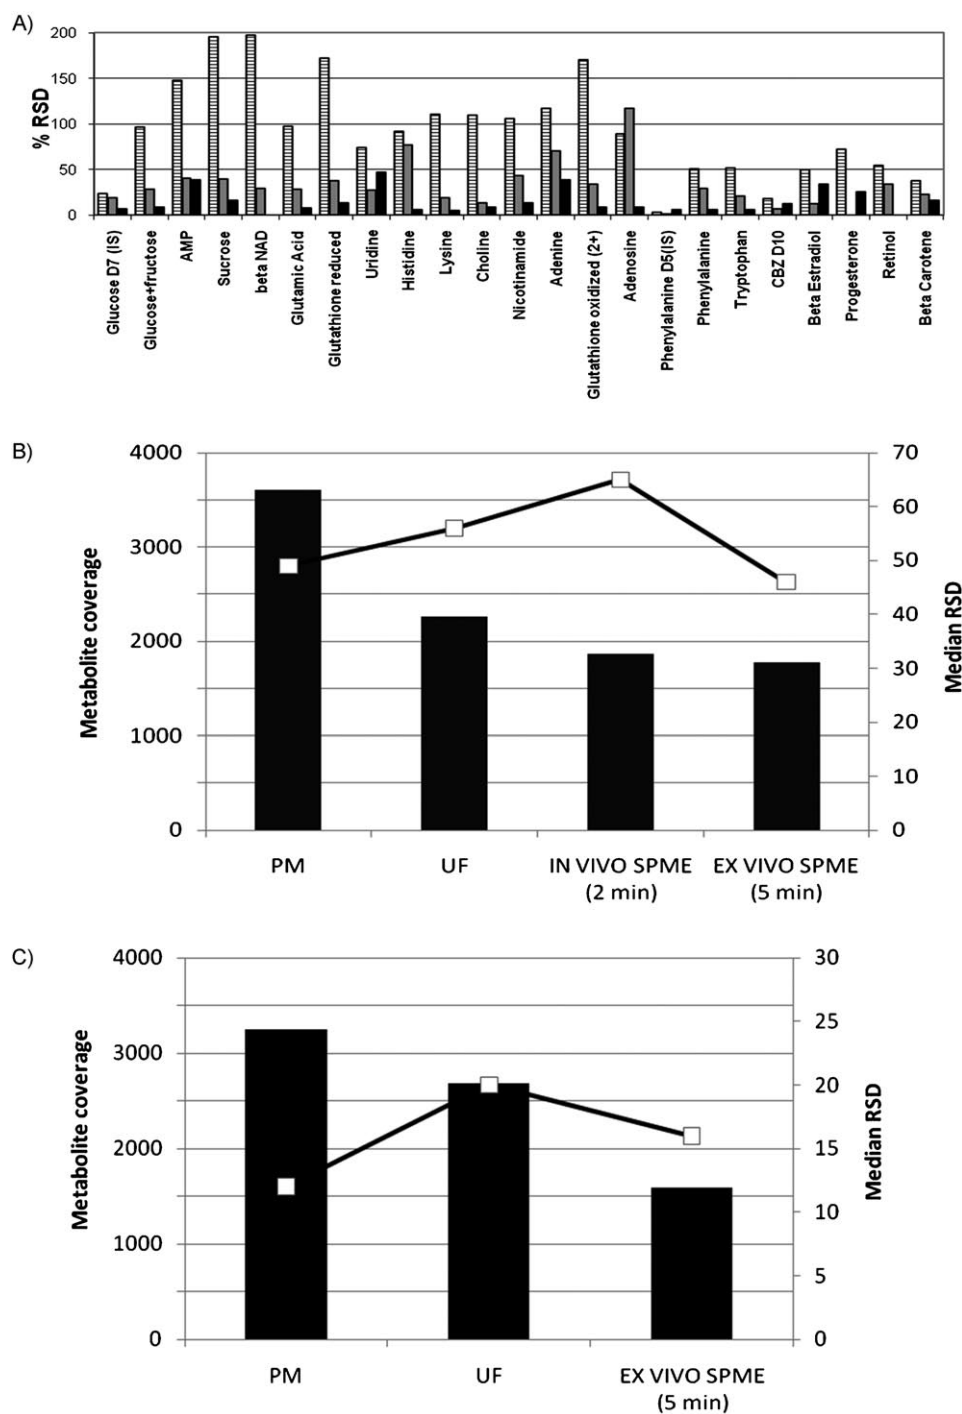 A)
% RSD
200
150
100
50
0
Glucose D7 (IS)
Glucose+fructose
AMP
Sucrose
beta NAD
Glutamic Acid
Glutathione reduced
Uridine
Histidine
Lysine
Choline
Nicotinamide
Adenine
Glutathione oxidized (2+)
Adenosine
Phenylalanine D5(IS)
Phenylalanine
Tryptophan
CBZ D10
Beta Estradiol
Progesterone
Retinol
Beta Carotene
B)
Metabolite coverage
4000
3000
2000
1000
0
70
60
50
40
30
20
10
0
Median RSD
PM
UF
IN VIVO SPME
(2 min)
EX VIVO SPME
(5 min)
C)
Metabolite coverage
4000
3000
2000
1000
0
30
25
20
15
10
5
0
Median RSD
PM
UF
EX VIVO SPME
(5 min)